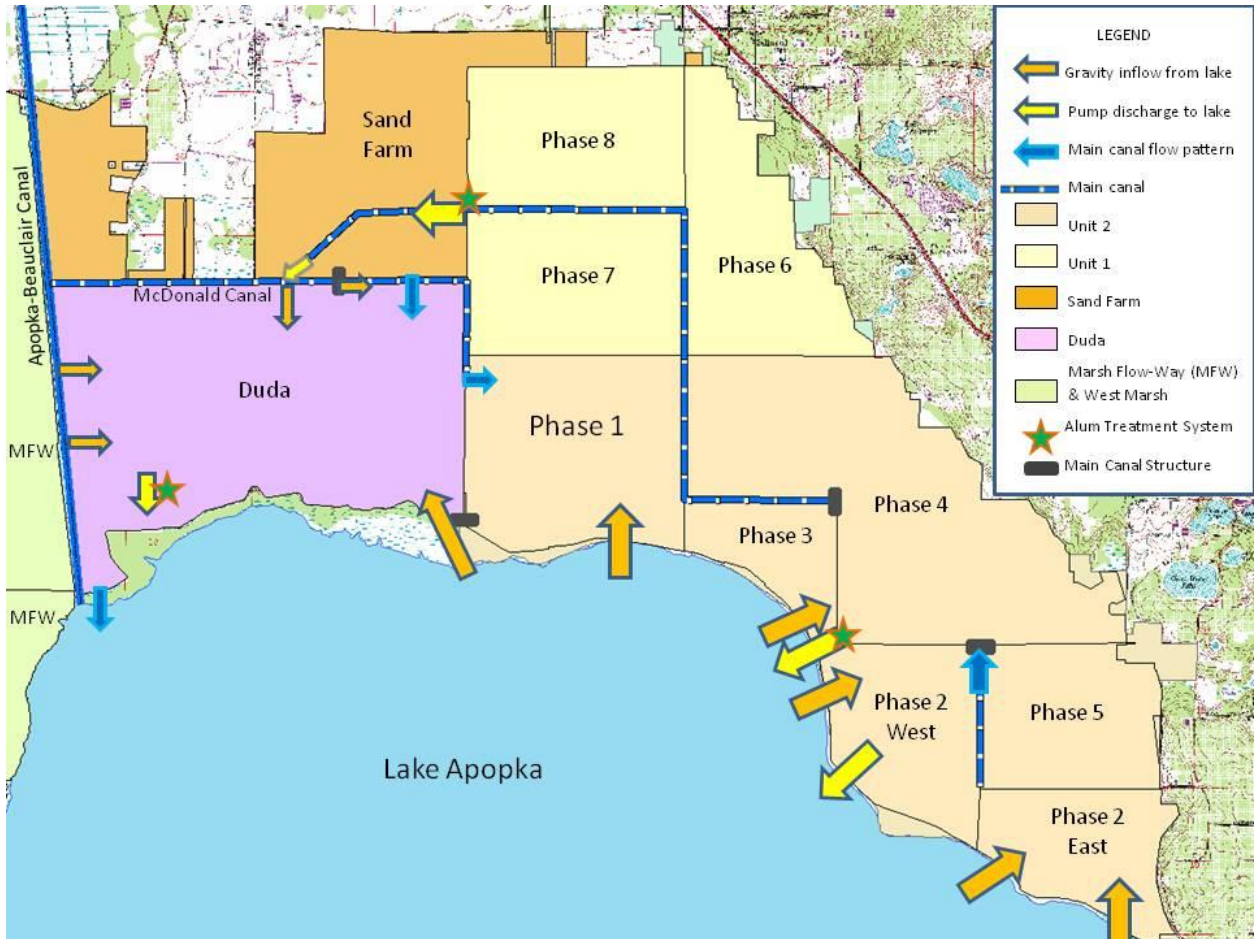 LEGEND
Gravity inflow from lake
Pump discharge to lake
Main canal flow pattern
Main canal
Unit 2
Unit 1
Sand Farm
Duda
Marsh Flow-Way (MFW)
& West Marsh
Alum Treatment System
Main Canal Structure
Sand
Farm
Phase 8
Apopka-Beauclair Canal
Phase 7
Phase 6
McDonald Canal
Duda
Phase 1
MFW
Phase 4
Phase 3
MFW
Phase 2
West
Phase 5
Lake Apopka
Phase 2
East